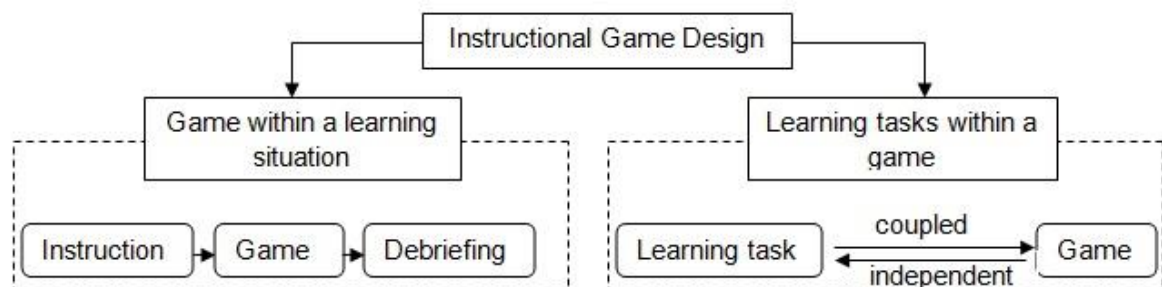 Instructional Game Design
Game within a learning
situation
Learning tasks within a
game
Instruction
Game
Debriefing
Learning task
coupled
independent
Game